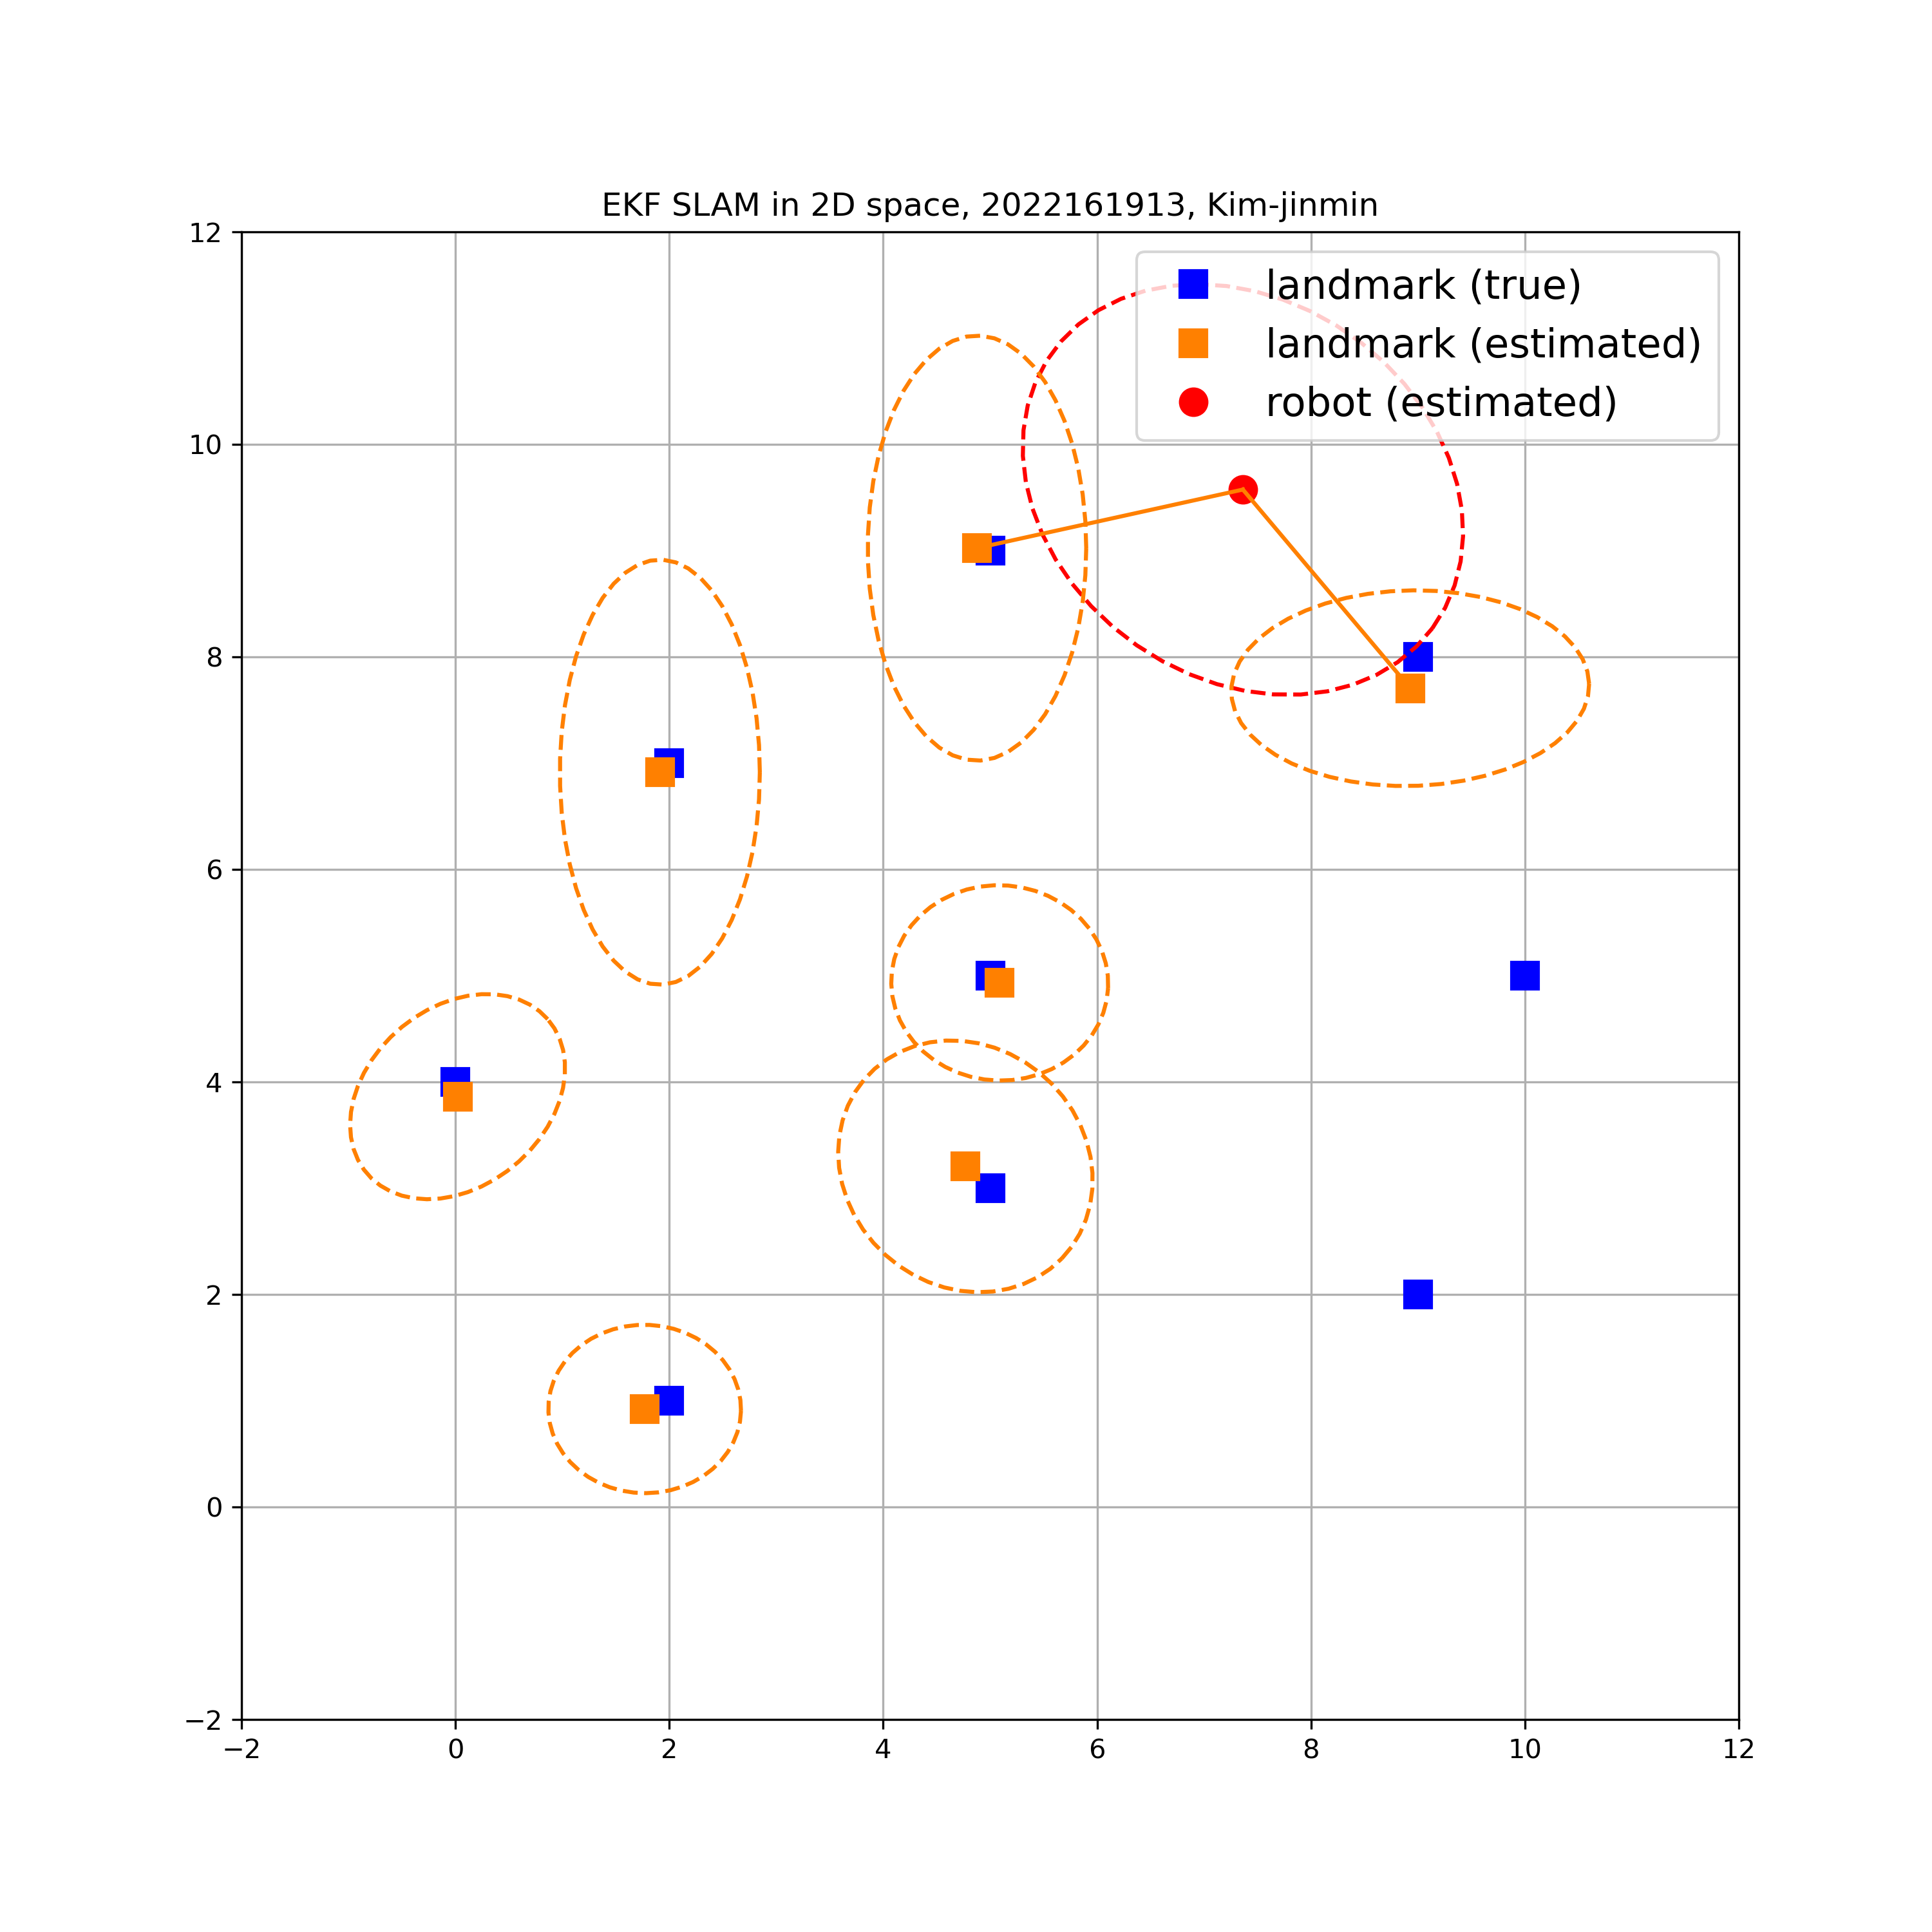 EKF SLAM in 2D space, 2022161913, Kim-jinmin
landmark (true)
landmark (estimated)
robot (estimated)
12
10
8
6
4
2
0
−2
−2 0 2 4 6 8 10 12